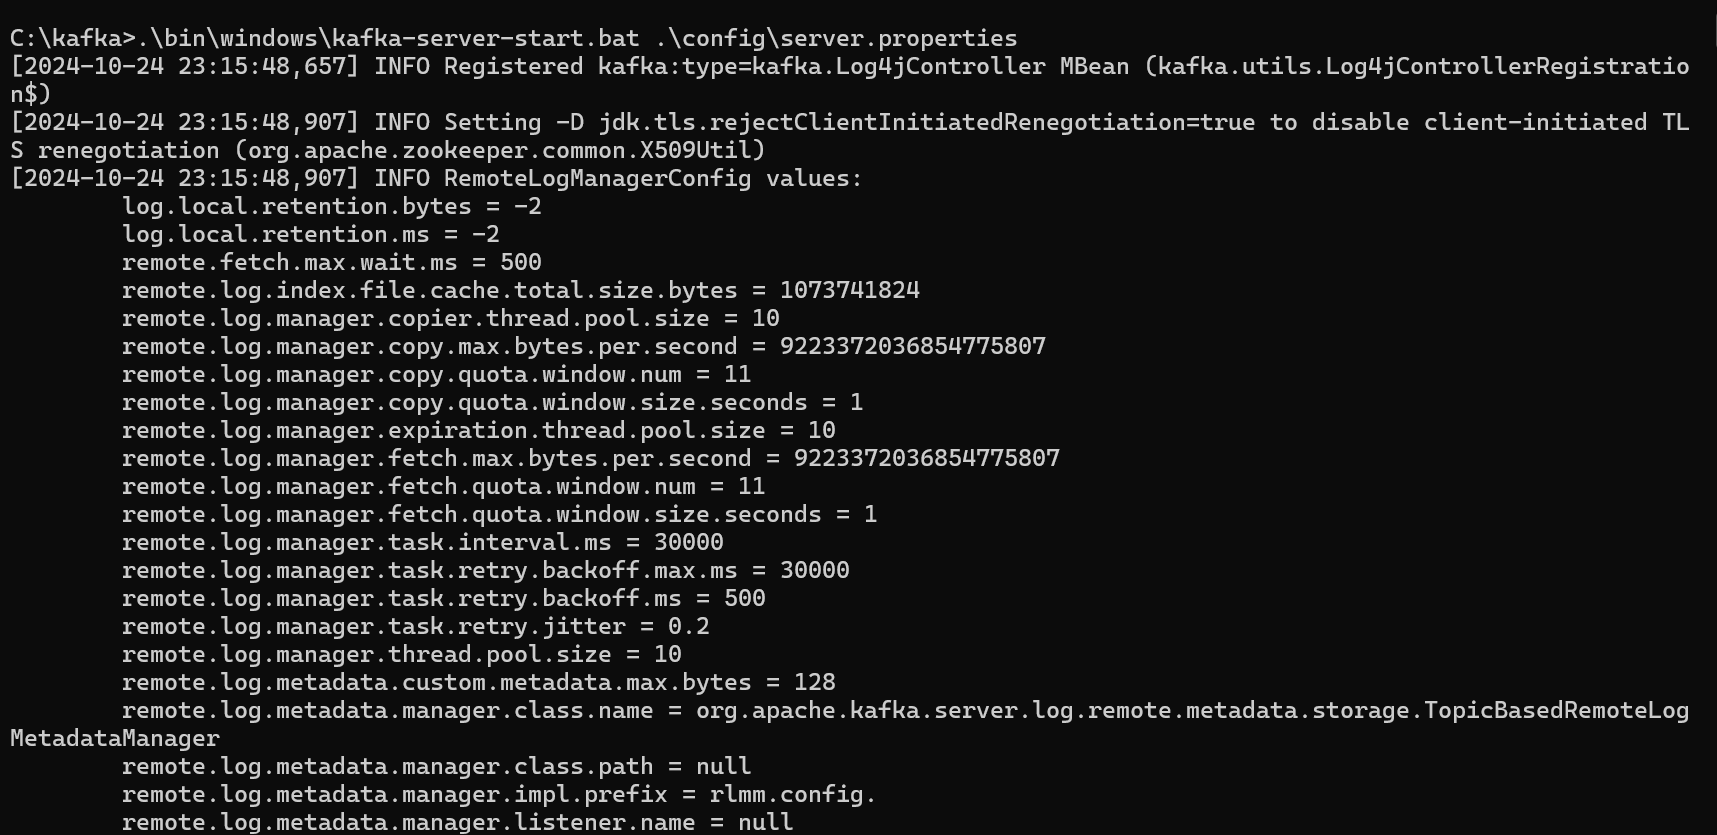 C:\kafka>.\bin\windows\kafka-server-start.bat .\config\server.properties
[2024-10-24 23:15:48,657] INFO Registered kafka:type=kafka.Log4jController MBean (kafka.utils.Log4jControllerRegistratio
n$)
[2024-10-24 23:15:48,907] INFO Setting -D jdk.tls.rejectClientInitiatedRenegotiation=true to disable client-initiated TL
S renegotiation (org.apache.zookeeper.common.X509Util)
[2024-10-24 23:15:48,907] INFO RemoteLogManagerConfig values:
        log.local.retention.bytes = -2
        log.local.retention.ms = -2
        remote.fetch.max.wait.ms = 500
        remote.log.index.file.cache.total.size.bytes = 1073741824
        remote.log.manager.copier.thread.pool.size = 10
        remote.log.manager.copy.max.bytes.per.second = 9223372036854775807
        remote.log.manager.copy.quota.window.num = 11
        remote.log.manager.copy.quota.window.size.seconds = 1
        remote.log.manager.expiration.thread.pool.size = 10
        remote.log.manager.fetch.max.bytes.per.second = 9223372036854775807
        remote.log.manager.fetch.quota.window.num = 11
        remote.log.manager.fetch.quota.window.size.seconds = 1
        remote.log.manager.task.interval.ms = 30000
        remote.log.manager.task.retry.backoff.max.ms = 30000
        remote.log.manager.task.retry.backoff.ms = 500
        remote.log.manager.task.retry.jitter = 0.2
        remote.log.manager.thread.pool.size = 10
        remote.log.metadata.custom.metadata.max.bytes = 128
        remote.log.metadata.manager.class.name = org.apache.kafka.server.log.remote.metadata.storage.TopicBasedRemoteLog
MetadataManager
        remote.log.metadata.manager.class.path = null
        remote.log.metadata.manager.impl.prefix = rlmm.config.
        remote.log.metadata.manager.listener.name = null